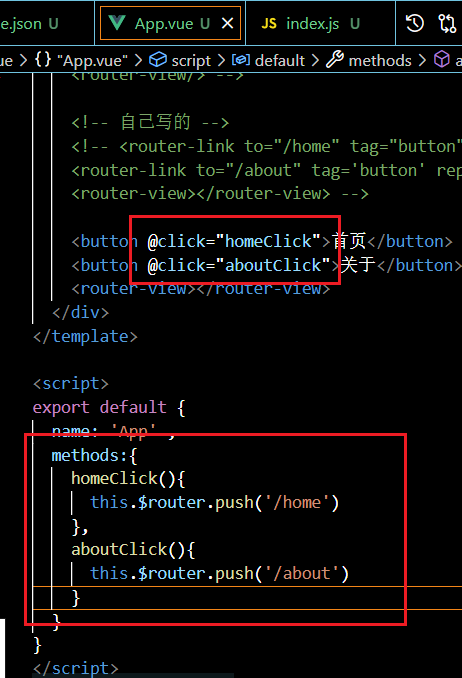 e.json U App.vue U × JS index.js U
ue > {} "App.vue" > script > default > methods > a
<router-view/> -->
<!-- 自己写的 -->
<!-- <router-link to="/home" tag="button"
<router-link to="/about" tag='button' rep
<router-view></router-view> -->
<button @click="homeClick">首页</button>
<button @click="aboutClick">关于</button>
<router-view></router-view>
</div>
</template>
<script>
export default {
name: 'App' ,
methods:{
homeClick(){
this.$router.push('/home')
},
aboutClick(){
this.$router.push('/about')
}
}
}
</script>